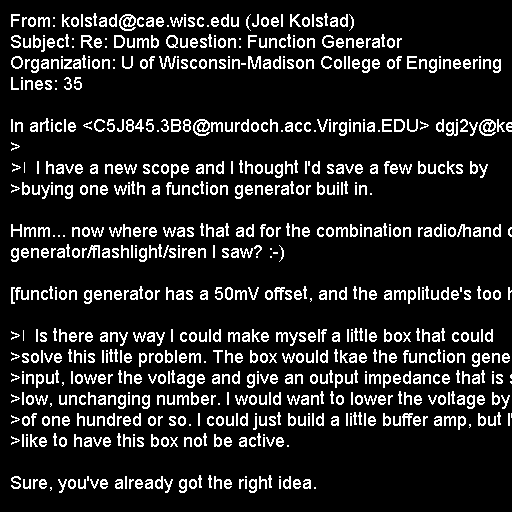 From: kolstad@cae.wisc.edu (Joel Kolstad)
Subject: Re: Dumb Question: Function Generator
Organization: U of Wisconsin-Madison College of Engineering
Lines: 35

In article <C5J845.3B8@murdoch.acc.Virginia.EDU> dgj2y@ke
>
>  I have a new scope and I thought I'd save a few bucks by
>buying one with a function generator built in.

Hmm... now where was that ad for the combination radio/hand
generator/flashlight/siren I saw? :-)

[function generator has a 50mV offset, and the amplitude's too

>  Is there any way I could make myself a little box that could
>solve this little problem. The box would tkae the function gene
>input, lower the voltage and give an output impedance that is
>low, unchanging number. I would want to lower the voltage by
>of one hundred or so. I could just build a little buffer amp, but
>like to have this box not be active.

Sure, you've already got the right idea.